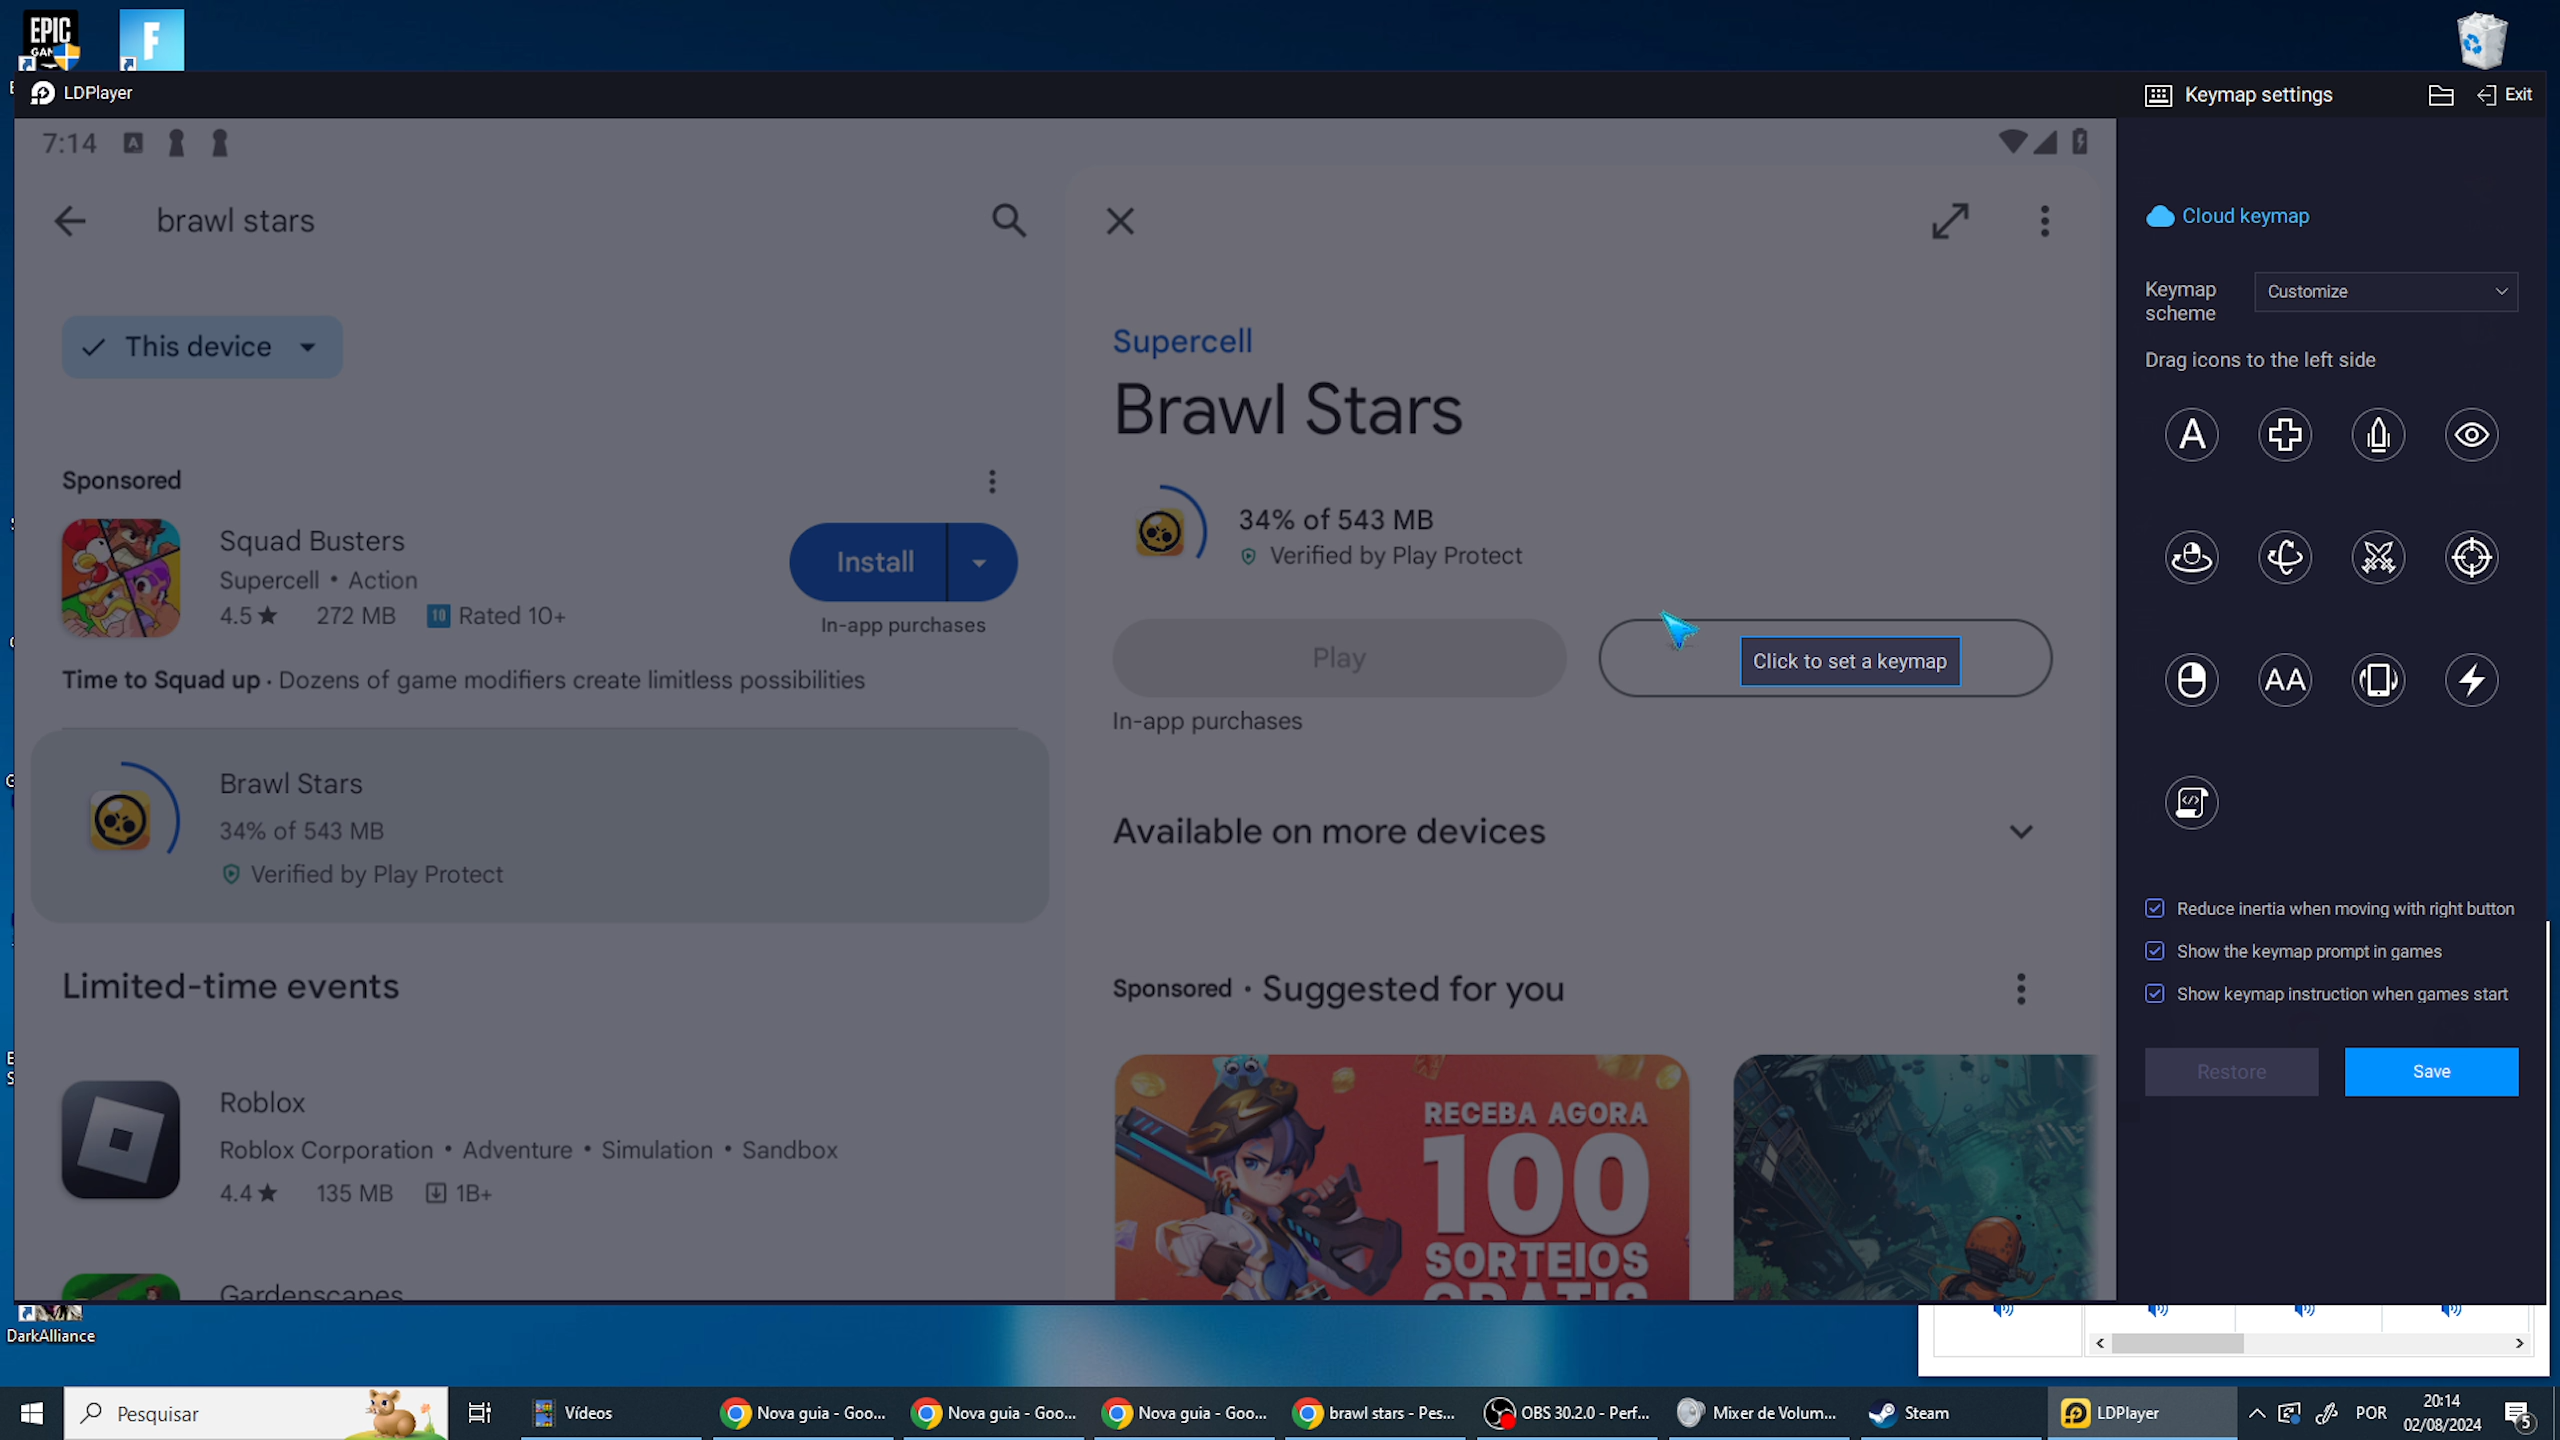 EPIC
GAMES
F
LDPlayer
Keymap settings
Exit
7:14
A
brawl stars
This device
Sponsored
Squad Busters
Supercell • Action
4.5★ 272 MB 10 Rated 10+
Install
In-app purchases
Time to Squad up · Dozens of game modifiers create limitless possibilities
Brawl Stars
34% of 543 MB
Verified by Play Protect
Limited-time events
Roblox
Roblox Corporation • Adventure • Simulation • Sandbox
4.4★ 135 MB 1B+
Gardenscapes
Supercell
Brawl Stars
34% of 543 MB
Verified by Play Protect
Play
Click to set a keymap
In-app purchases
Available on more devices
Sponsored · Suggested for you
RECEBA AGORA
100
SORTEIOS
GRATIS
Cloud keymap
Keymap
scheme
Customize
Drag icons to the left side
A
AA
Reduce inertia when moving with right button
Show the keymap prompt in games
Show keymap instruction when games start
Restore
Save
DarkAlliance
Pesquisar
Vídeos
Nova guia - Goo...
Nova guia - Goo...
Nova guia - Goo...
brawl stars - Pes...
OBS 30.2.0 - Perf...
Mixer de Volum...
Steam
LDPlayer
POR
20:14
02/08/2024
5